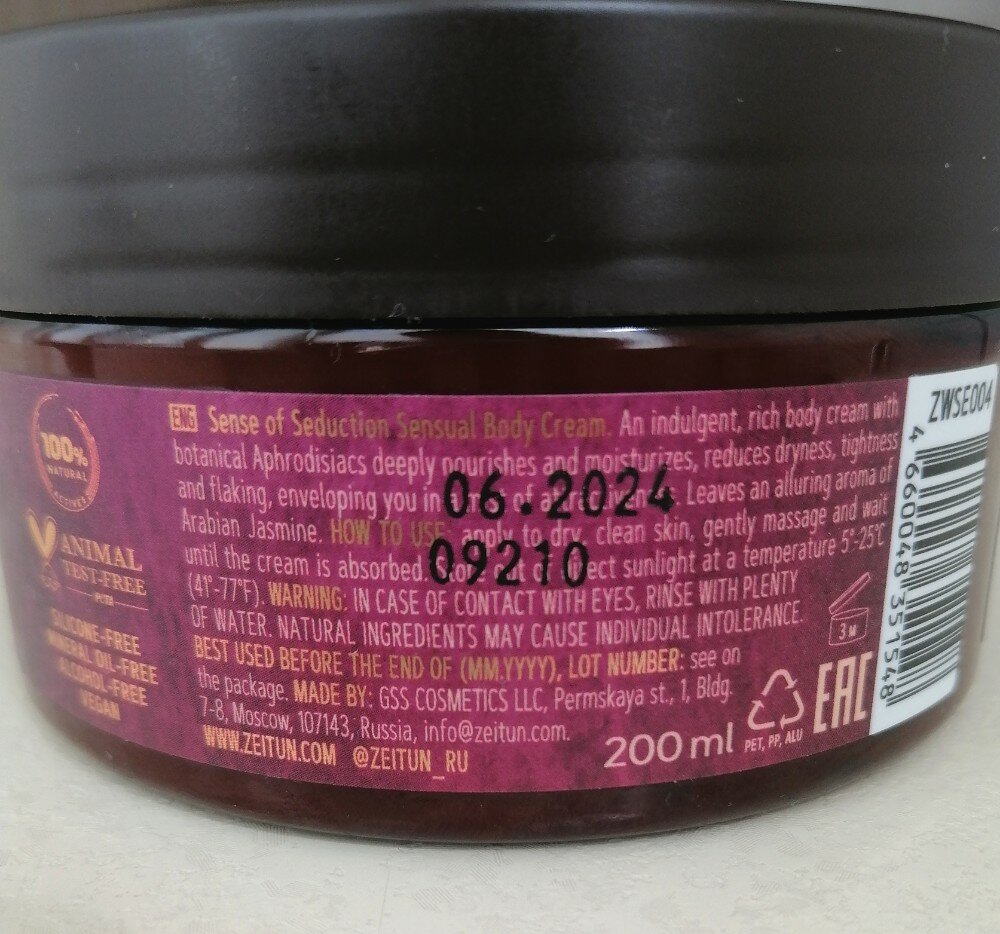 100%
NATURAL
ANIMAL
TEST-FREE
SILICONE-FREE
MINERAL OIL-FREE
ALCOHOL-FREE
VEGAN
ENG Sense of Seduction Sensual Body Cream. An indulgent, rich body cream with
botanical Aphrodisiacs deeply nourishes and moisturizes, reduces dryness, tightness
and flaking, enveloping you in of Leaves an alluring aroma of
06.2024
Arabian Jasmine. HOW TO USE: apply to dry, clean skin, gently massage and wait
09210
until the cream is absorbed. Store sunlight at a temperature 5°-25°C
(41°-77°F). WARNING: IN CASE OF CONTACT WITH EYES, RINSE WITH PLENTY
OF WATER. NATURAL INGREDIENTS MAY CAUSE INDIVIDUAL INTOLERANCE.
BEST USED BEFORE THE END OF (MM.YYYY), LOT NUMBER: see on
the package. MADE BY: GSS COSMETICS LLC, Permskaya st., 1, Bldg.
7-8, Moscow, 107143, Russia, info@zeitun.com.
WWW.ZEITUN.COM @ZEITUN_RU
200 ml
PET, PP, ALU
EAC
3 м
ZWSE004
4 660048 351548